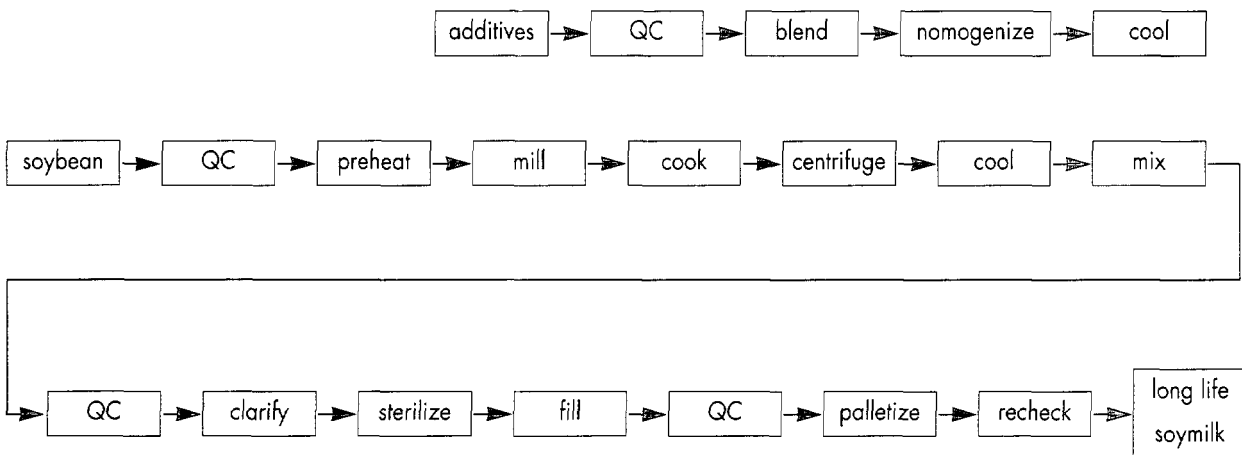 additives QC blend nomogenize cool
soybean QC preheat mill cook centrifuge cool mix
QC clarify sterilize fill QC palletize recheck long life
soymilk